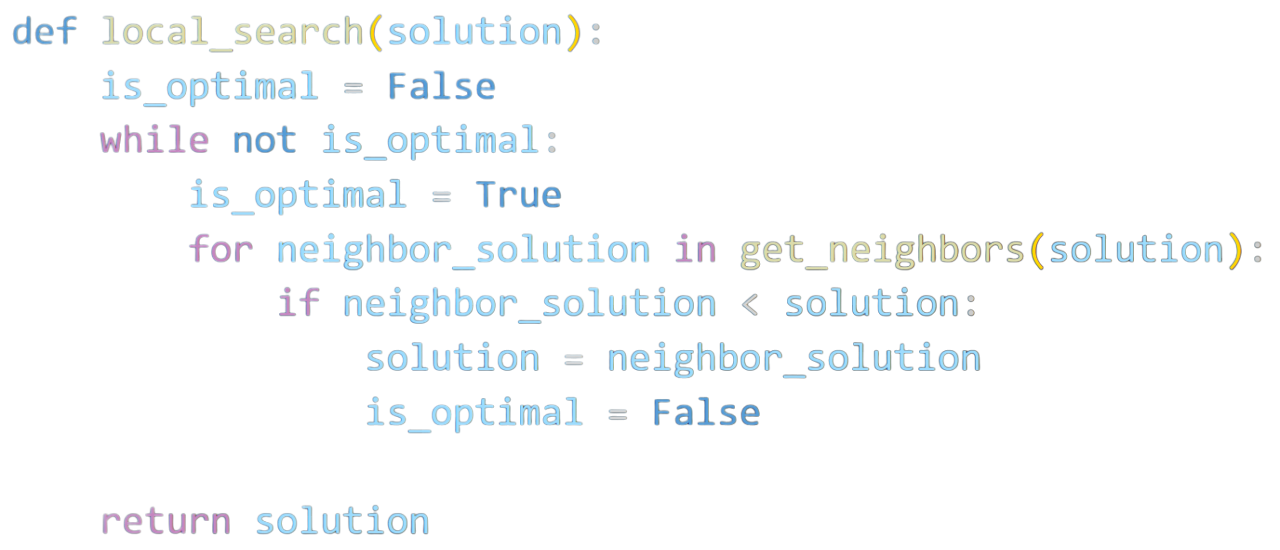 def local_search(solution):
    is_optimal = False
    while not is_optimal:
        is_optimal = True
        for neighbor_solution in get_neighbors(solution):
            if neighbor_solution < solution:
                solution = neighbor_solution
                is_optimal = False

    return solution